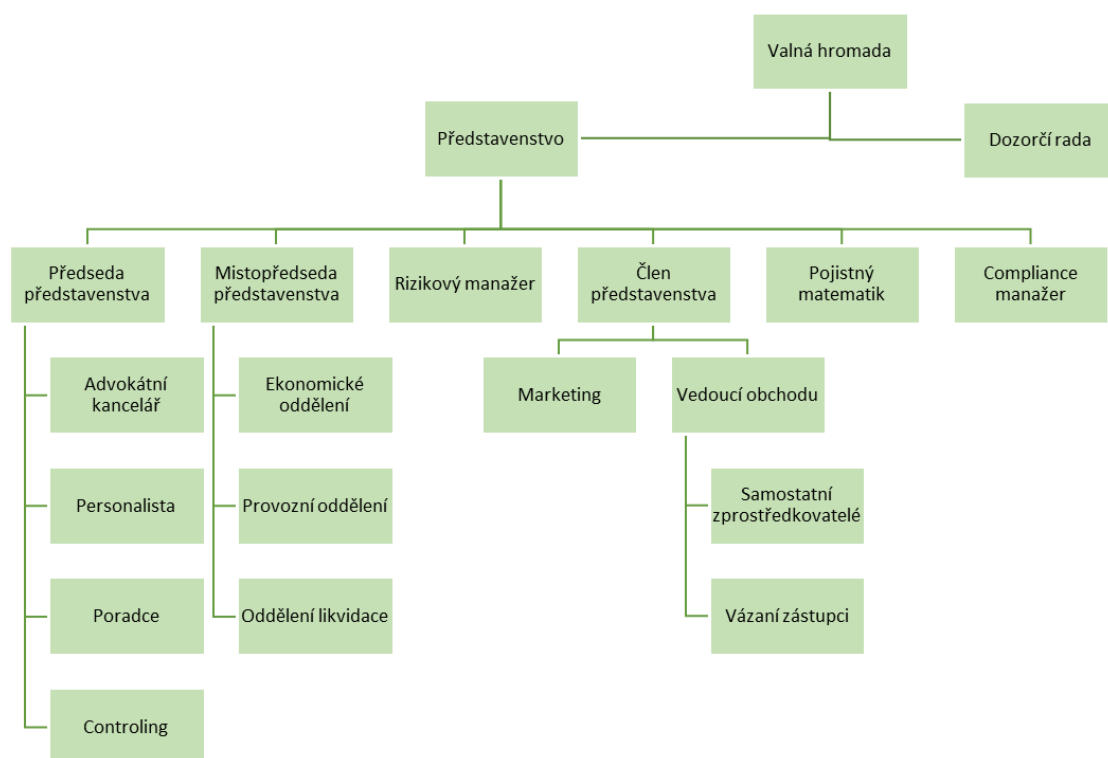 Valná hromada
Představenstvo
Dozorčí rada
Předseda
představenstva
Mistopředseda
představenstva
Rizikový manažer
Člen
představenstva
Pojistný
matematik
Compliance
manažer
Advokátní
kancelář
Ekonomické
oddělení
Marketing
Vedoucí obchodu
Personalista
Provozní oddělení
Samostatní
zprostředkovatelé
Poradce
Oddělení likvidace
Vázaní zástupci
Controling